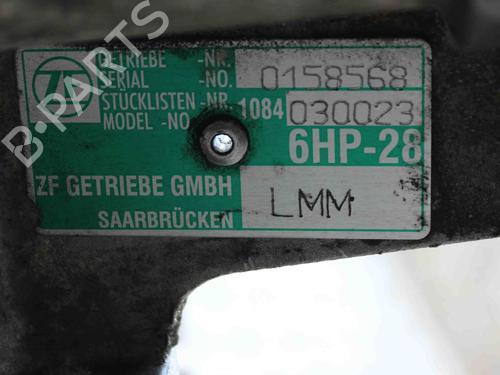 GETRIEBE -NR.
SERIAL -NO. 0158568
STÜCKLISTEN -NR. 1084 030023
MODEL -NO.
6HP-28
ZF GETRIEBE GMBH
SAARBRÜCKEN LMM
ZF
B-PARTS